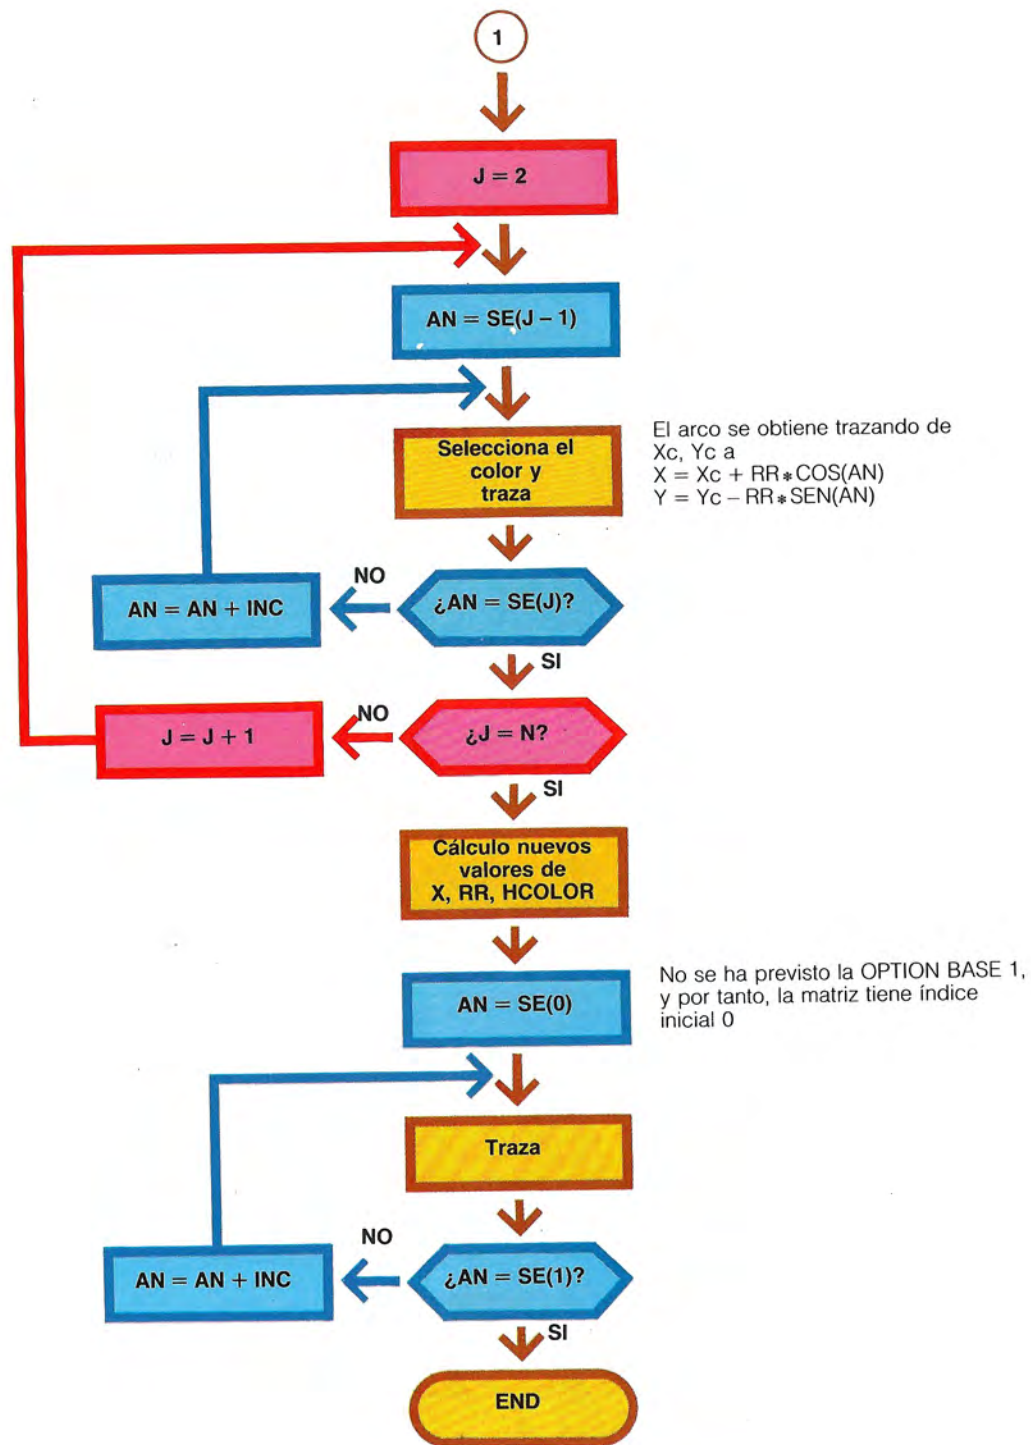 1
J = 2
AN = SE(J – 1)
Selecciona el
color y
traza
El arco se obtiene trazando de
Xc, Yc a
X = Xc + RR*COS(AN)
Y = Yc – RR*SEN(AN)
NO
AN = AN + INC
¿AN = SE(J)?
SI
NO
J = J + 1
¿J = N?
SI
Cálculo nuevos
valores de
X, RR, HCOLOR
AN = SE(0)
No se ha previsto la OPTION BASE 1,
y por tanto, la matriz tiene índice
inicial 0
Traza
NO
AN = AN + INC
¿AN = SE(1)?
SI
END